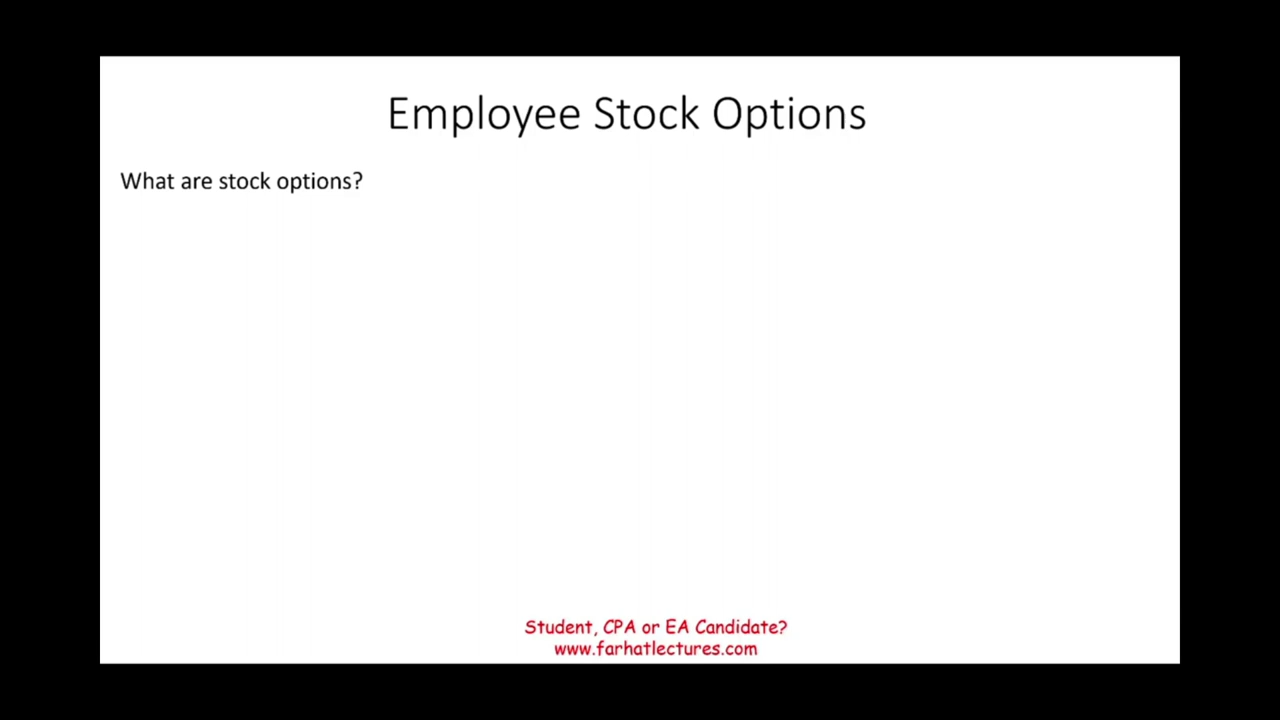 Employee Stock Options
What are stock options?
Student, CPA or EA Candidate?
www.farhatlectures.com